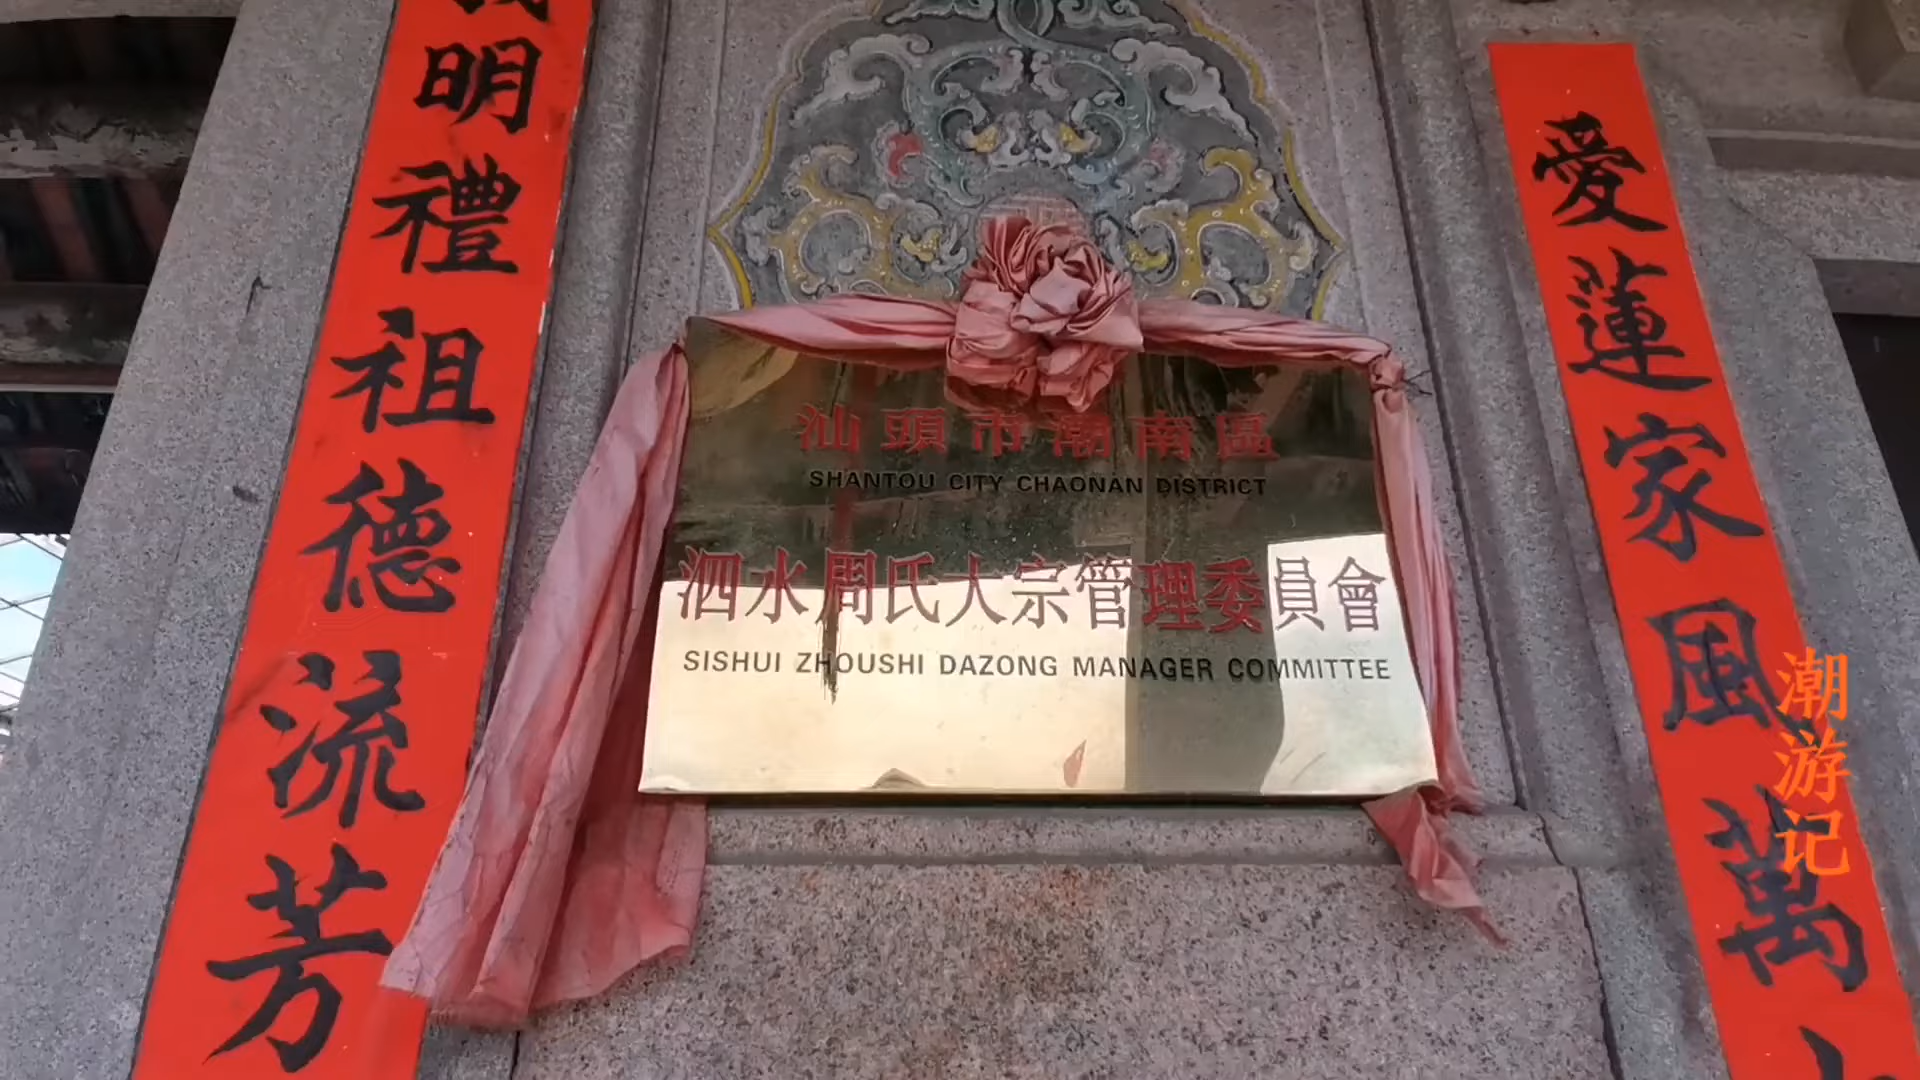 愛蓮家風萬
汕頭市潮南區
SHANTOU CITY CHAONAN DISTRICT
泗水周氏大宗管理委員會
SISHUI ZHOUSHI DAZONG MANAGER COMMITTEE
明禮祖德流芳
潮游记